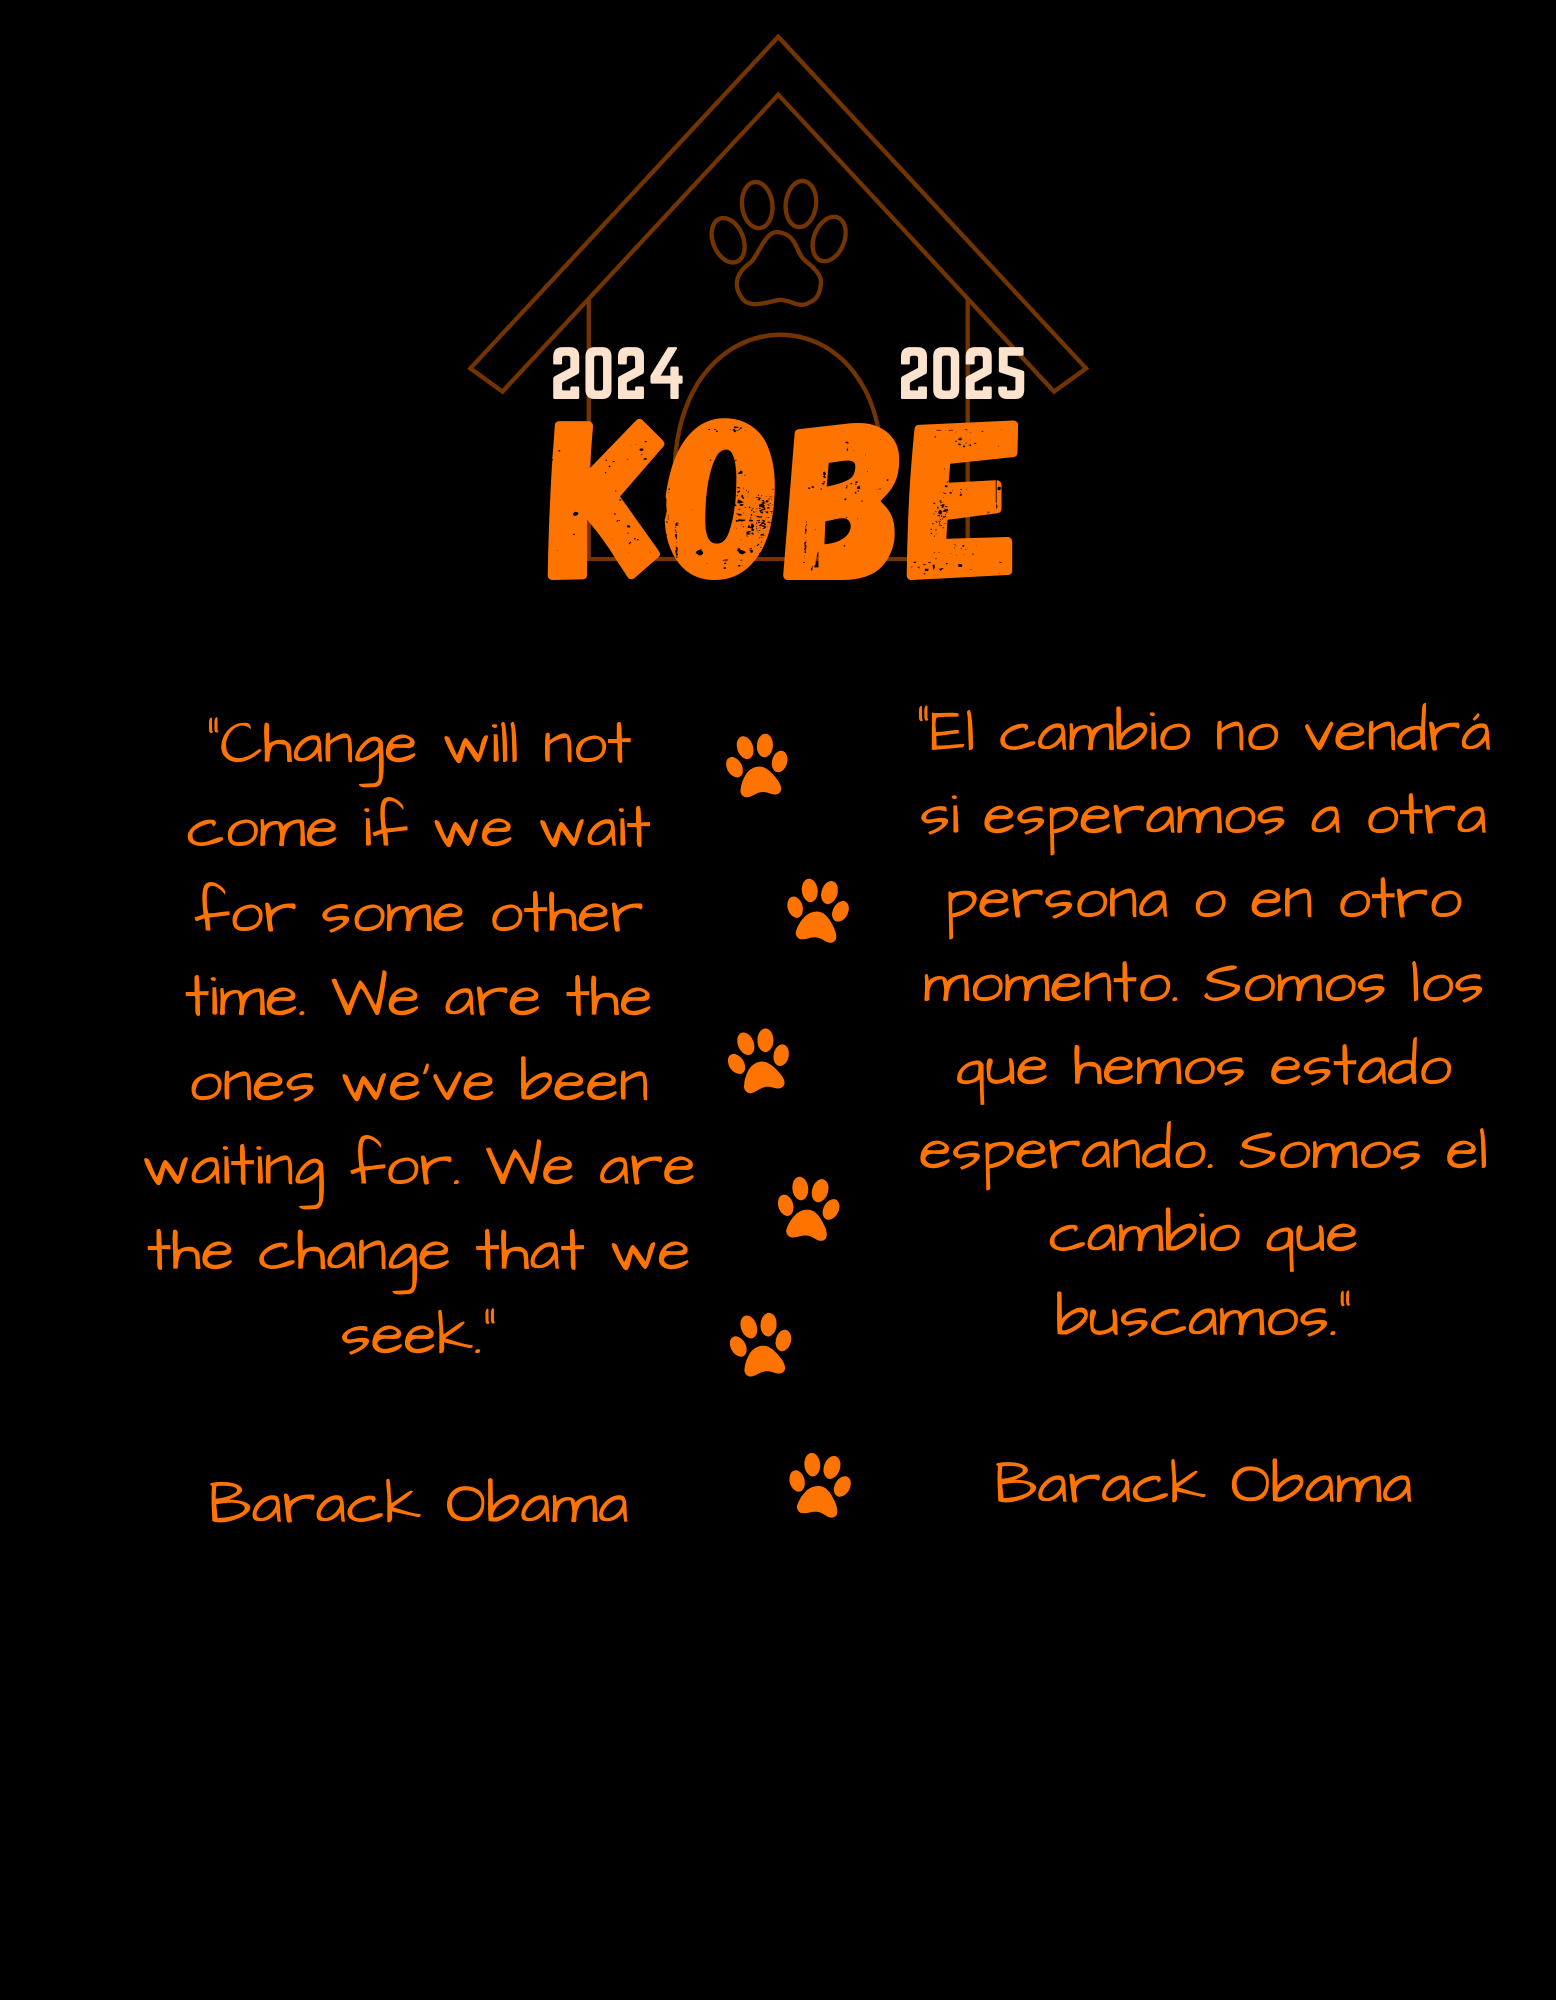 2024 2025
KOBE
"Change will not
come if we wait
for some other
time. We are the
ones we've been
waiting for. We are
the change that we
seek."
Barack Obama
"El cambio no vendrá
si esperamos a otra
persona o en otro
momento. Somos los
que hemos estado
esperando. Somos el
cambio que
buscamos."
Barack Obama